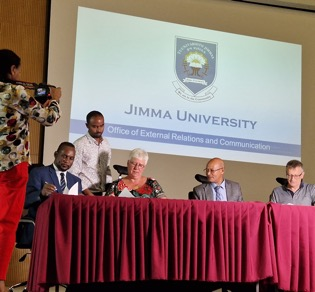 JIMMA UNIVERSITY
Office of External Relations and Communication